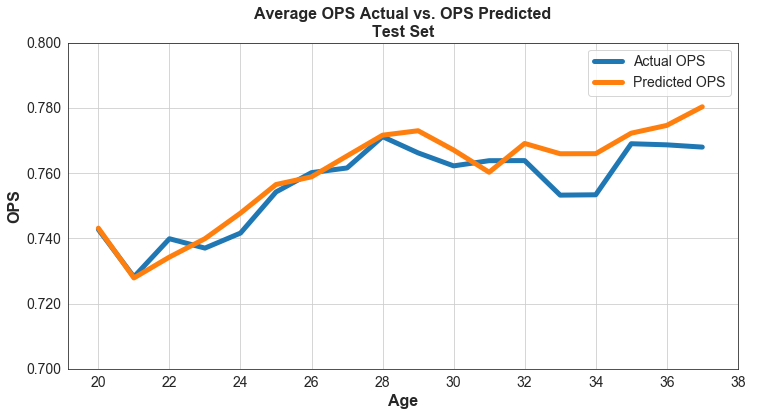 Average OPS Actual vs. OPS Predicted
Test Set
0.800
0.780
0.760
0.740
0.720
0.700
OPS
Actual OPS
Predicted OPS
20 22 24 26 28 30 32 34 36 38
Age